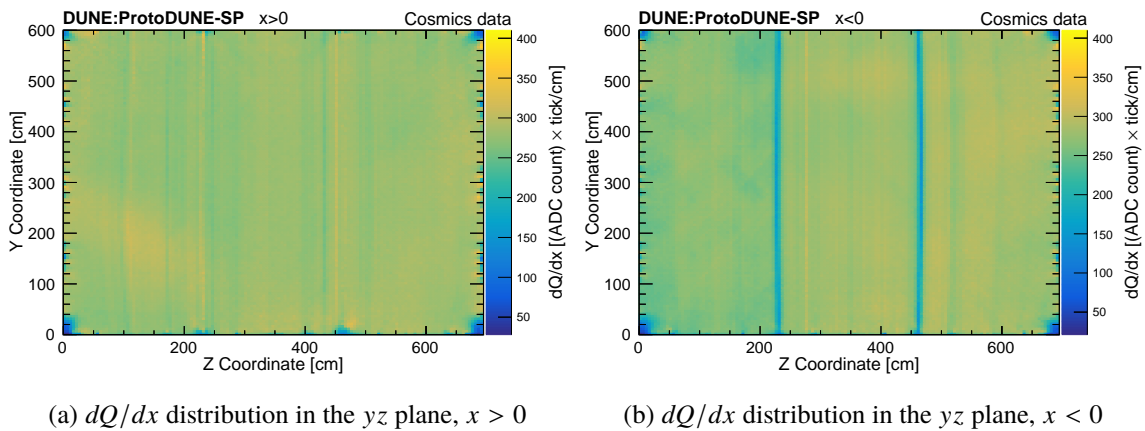 DUNE:ProtoDUNE-SP x>0 Cosmics data
600
500
400
300
200
100
0
Y Coordinate [cm]
0 200 400 600
Z Coordinate [cm]
400
350
300
250
200
150
100
50
dQ/dx [(ADC count) × tick/cm]
DUNE:ProtoDUNE-SP x<0 Cosmics data
600
500
400
300
200
100
0
Y Coordinate [cm]
0 200 400 600
Z Coordinate [cm]
400
350
300
250
200
150
100
50
dQ/dx [(ADC count) × tick/cm]
(a) dQ/dx distribution in the yz plane, x > 0
(b) dQ/dx distribution in the yz plane, x < 0